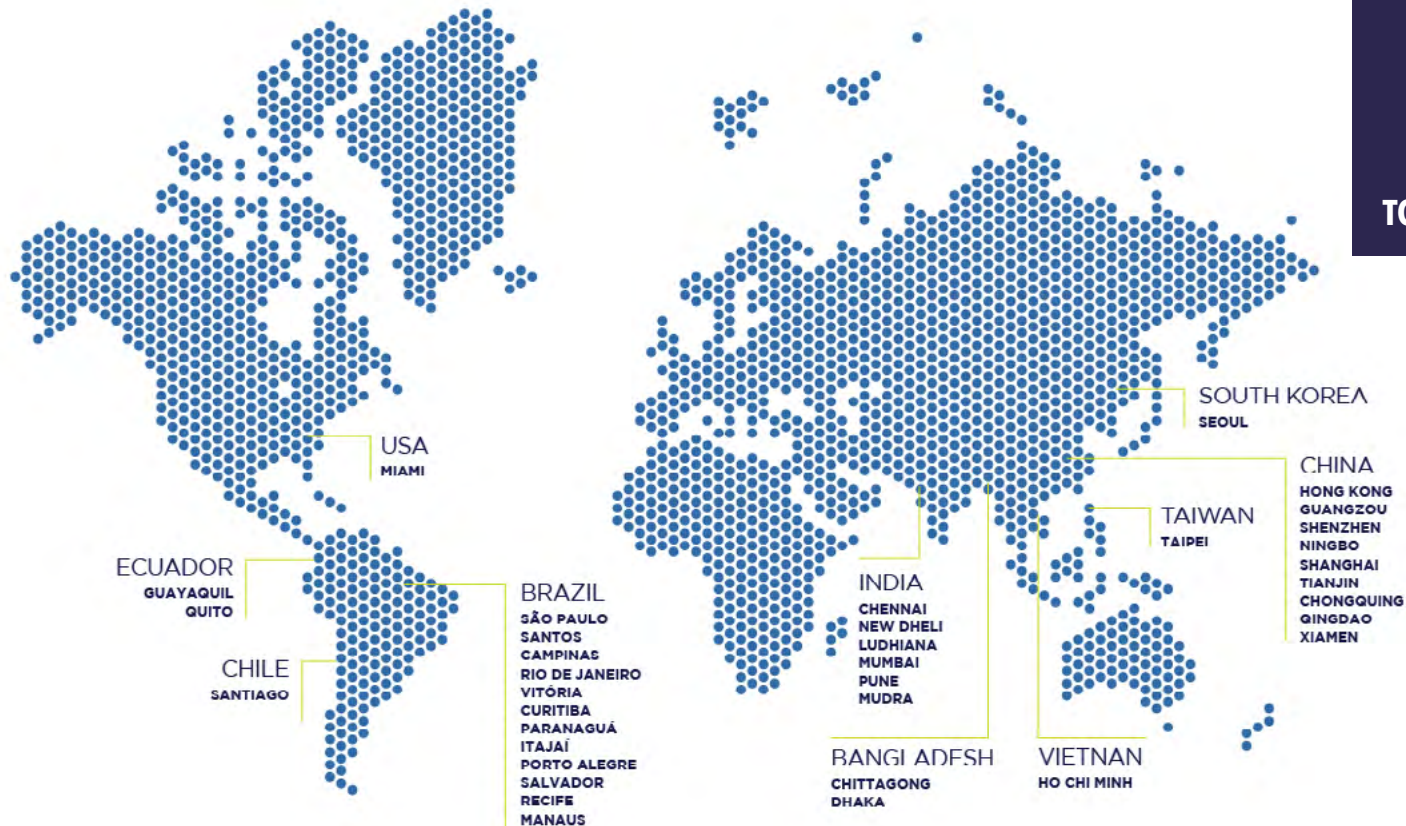 TO
SOUTH KOREA
SEOUL
USA
MIAMI
CHINA
HONG KONG
GUANGZOU
SHENZHEN
NINGBO
SHANGHAI
TIANJIN
CHONGQUING
QINGDAO
XIAMEN
TAIWAN
TAIPEI
ECUADOR
GUAYAQUIL
QUITO
BRAZIL
SÃO PAULO
SANTOS
CAMPINAS
RIO DE JANEIRO
VITÓRIA
CURITIBA
PARANAGUÁ
ITAJAÍ
PORTO ALEGRE
SALVADOR
RECIFE
MANAUS
INDIA
CHENNAI
NEW DHELI
LUDHIANA
MUMBAI
PUNE
MUDRA
CHILE
SANTIAGO
BANGLADESH
CHITTAGONG
DHAKA
VIETNAN
HO CHI MINH